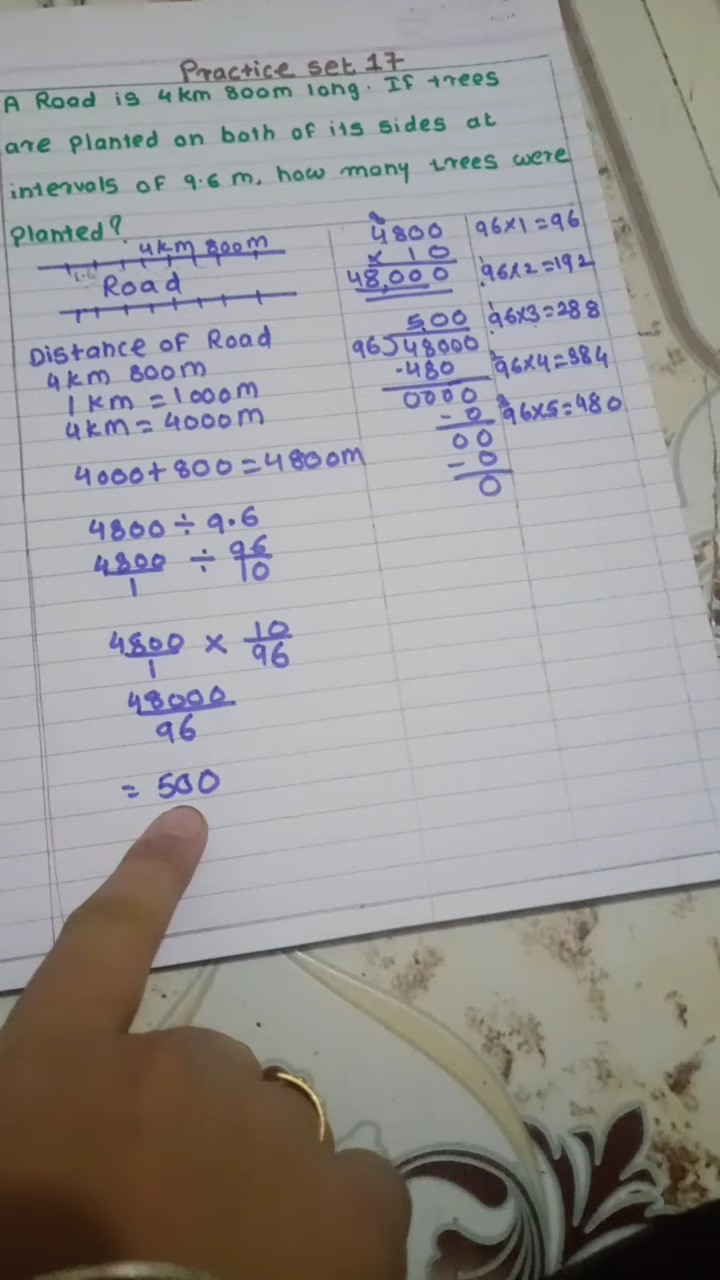 Practice set 17
A Road is 4km 800m long. If trees
are planted on both of its sides at
intervals of 9.6 m, how many trees were
Planted?
4km 800m
Road
Distance of Road
4km 800m
1 km = 1000m
4km = 4000m
4000 + 800 = 4800m
4800 ÷ 9.6
4800/1 ÷ 96/10
4800/1 × 10/96
48000/96
= 500
4800
× 10
48,000
500
96)48000
-480
0000
- 0
00
- 0
0
96×1=96
96×2=192
96×3=288
96×4=384
96×5=480